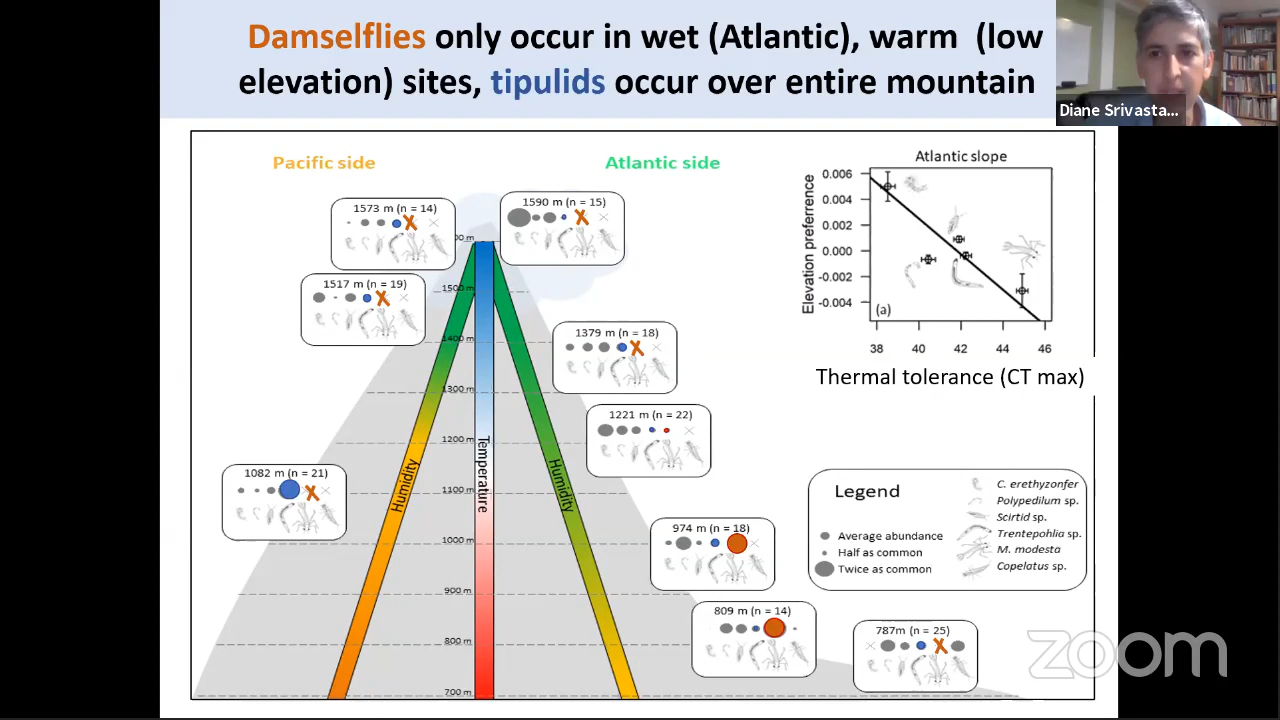 Damselflies only occur in wet (Atlantic), warm (low
elevation) sites, tipulids occur over entire mountain
Diane Srivasta...
Pacific side
Atlantic side
1573 m (n = 14)
1590 m (n = 15)
1517 m (n = 19)
1379 m (n = 18)
1221 m (n = 22)
1082 m (n = 21)
974 m (n = 18)
809 m (n = 14)
787m (n = 25)
1500 m
1400 m
1300 m
1200 m
1100 m
1000 m
900 m
800 m
700 m
Humidity
Temperature
Humidity
Atlantic slope
Elevation preferrence
0.006
0.004
0.002
0.000
-0.002
-0.004
(a)
38 40 42 44 46
Thermal tolerance (CT max)
Legend
Average abundance
Half as common
Twice as common
C. erethyzonfer
Polypedilum sp.
Scirtid sp.
Trentepohlia sp.
M. modesta
Copelatus sp.
zoom